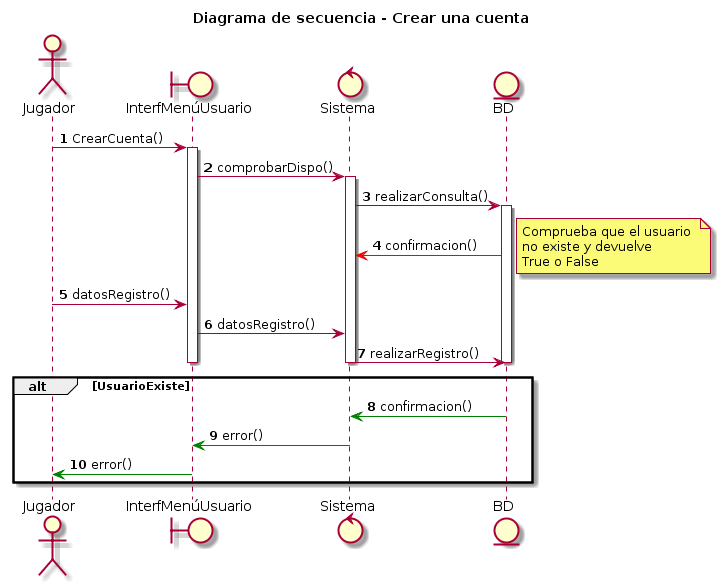 Diagrama de secuencia - Crear una cuenta
Jugador
InterfMenúUsuario
Sistema
BD
1 CrearCuenta()
2 comprobarDispo()
3 realizarConsulta()
Comprueba que el usuario
no existe y devuelve
True o False
4 confirmacion()
5 datosRegistro()
6 datosRegistro()
7 realizarRegistro()
alt [UsuarioExiste]
8 confirmacion()
9 error()
10 error()
Jugador
InterfMenúUsuario
Sistema
BD